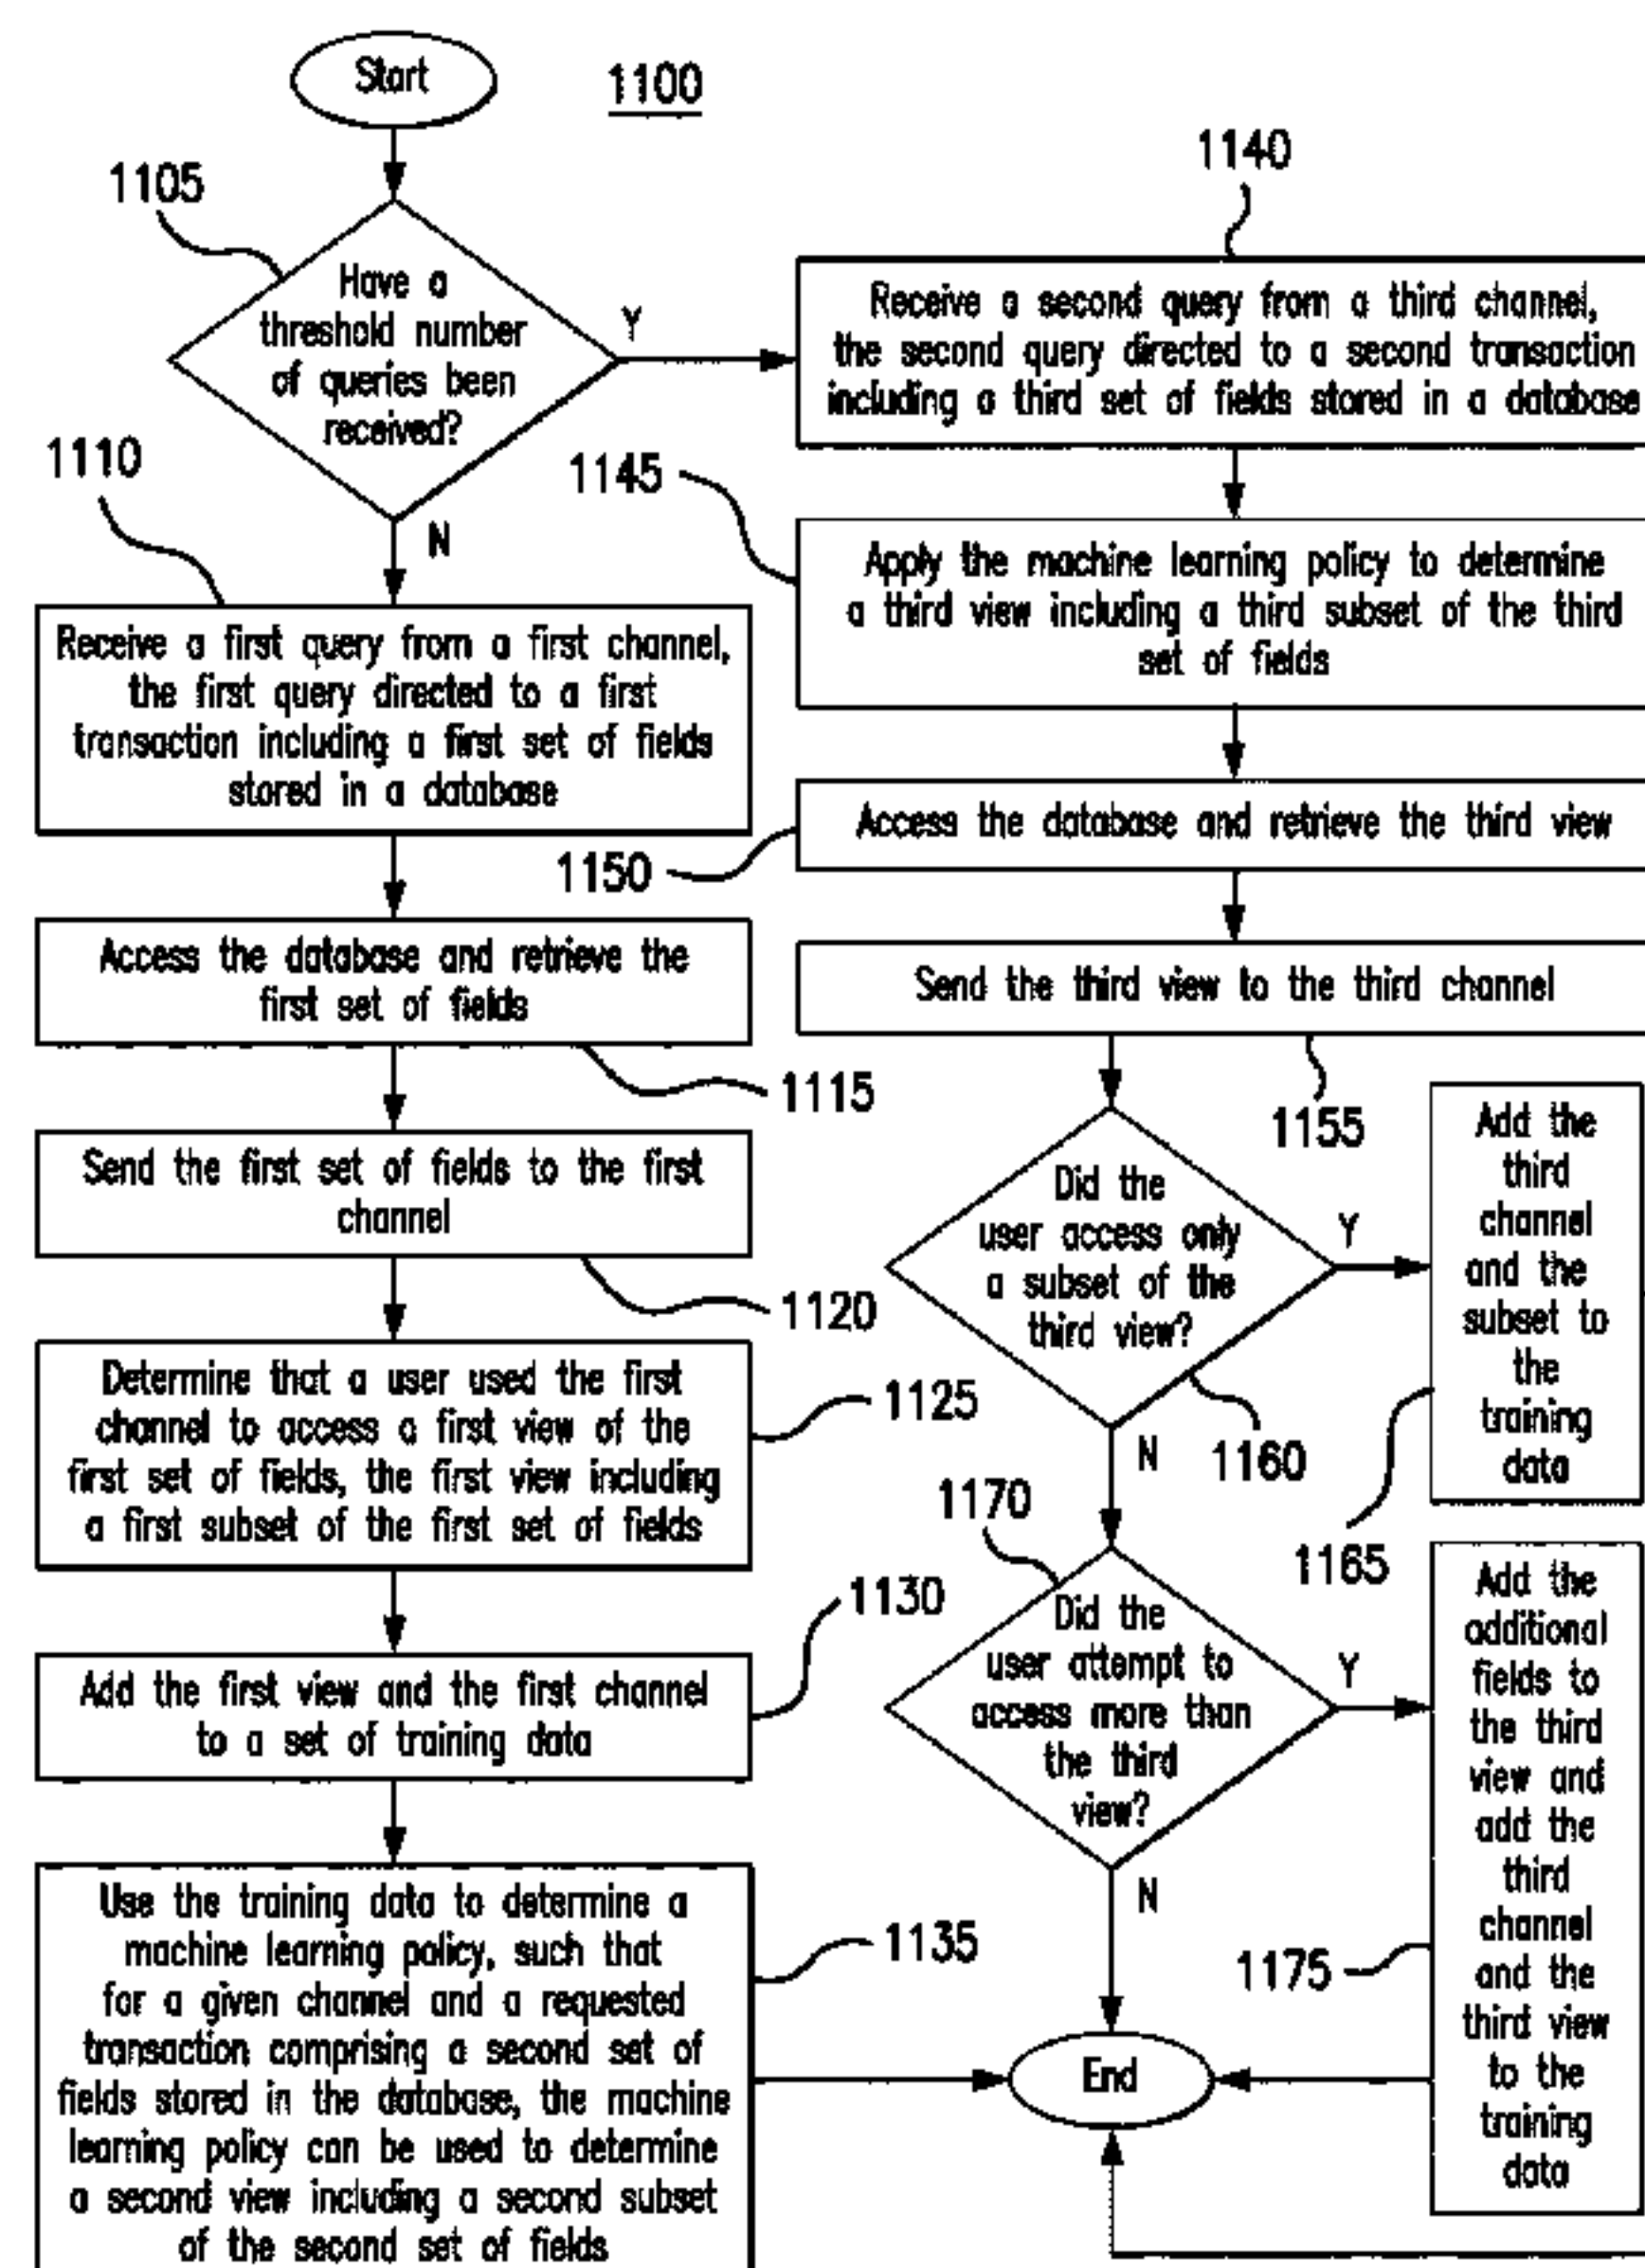 Start
1100
1105
Have a
threshold number
of queries been
received?
Y
N
1110
Receive a first query from a first channel,
the first query directed to a first
transaction including a first set of fields
stored in a database
Access the database and retrieve the
first set of fields
1115
Send the first set of fields to the first
channel
1120
Determine that a user used the first
channel to access a first view of the
first set of fields, the first view including
a first subset of the first set of fields
1125
Add the first view and the first channel
to a set of training data
1130
Use the training data to determine a
machine learning policy, such that
for a given channel and a requested
transaction comprising a second set of
fields stored in the database, the machine
learning policy can be used to determine
a second view including a second subset
of the second set of fields
1135
1140
Receive a second query from a third channel,
the second query directed to a second transaction
including a third set of fields stored in a database
1145
Apply the machine learning policy to determine
a third view including a third subset of the third
set of fields
1150
Access the database and retrieve the third view
Send the third view to the third channel
1155
Did the
user access only
a subset of the
third view?
Y
N
1160
Add the
third
channel
and the
subset to
the
training
data
1165
1170
Did the
user attempt to
access more than
the third
view?
Y
N
Add the
additional
fields to
the third
view and
add the
third
channel
and the
third view
to the
training
data
1175
End